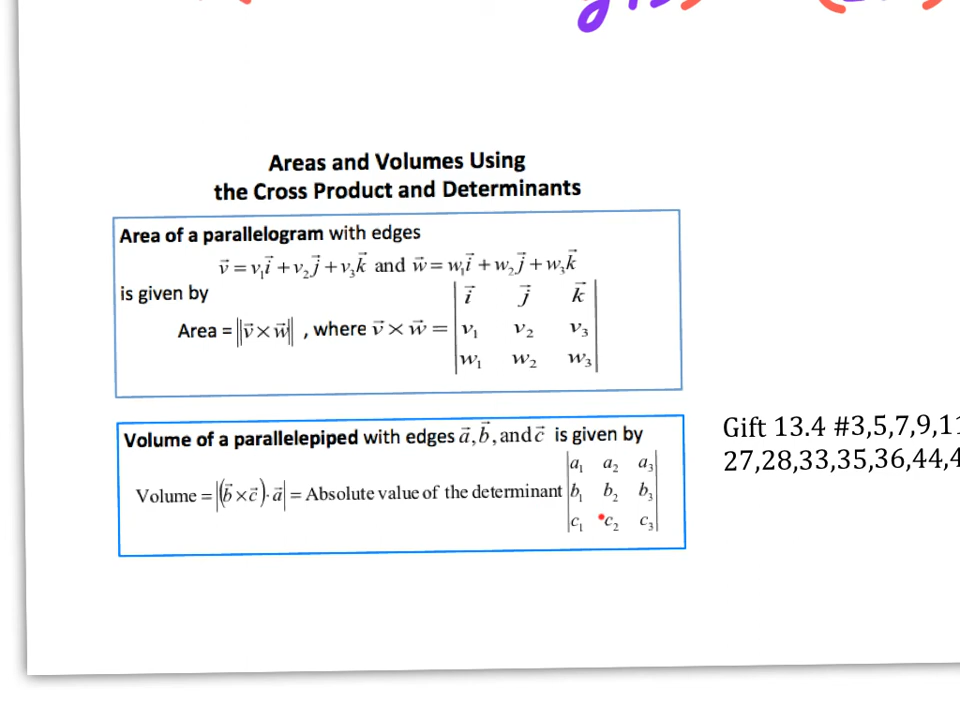 Areas and Volumes Using
the Cross Product and Determinants
Area of a parallelogram with edges
v⃗ = v₁i⃗ + v₂j⃗ + v₃k⃗ and w⃗ = w₁i⃗ + w₂j⃗ + w₃k⃗
is given by
Area = ||v⃗ × w⃗|| , where v⃗ × w⃗ = | i⃗ j⃗ k⃗ |
| v₁ v₂ v₃ |
| w₁ w₂ w₃ |
Volume of a parallelepiped with edges a⃗, b⃗, and c⃗ is given by
Volume = |(b⃗ × c⃗)·a⃗| = Absolute value of the determinant | a₁ a₂ a₃ |
| b₁ b₂ b₃ |
| c₁ c₂ c₃ |
Gift 13.4 #3,5,7,9,11
27,28,33,35,36,44,4